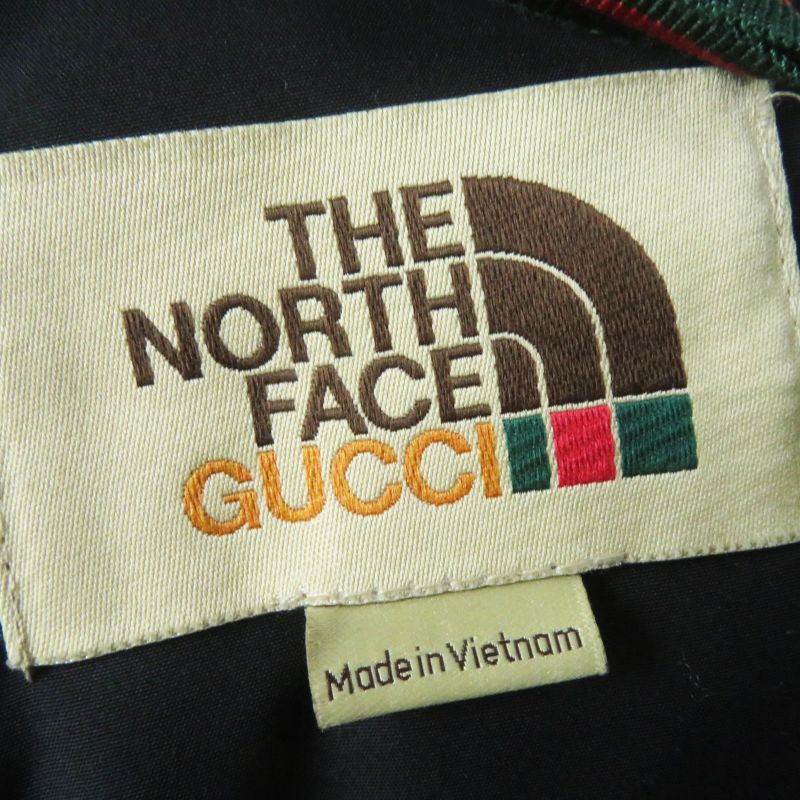 THE
NORTH
FACE
GUCCI
Made in Vietnam